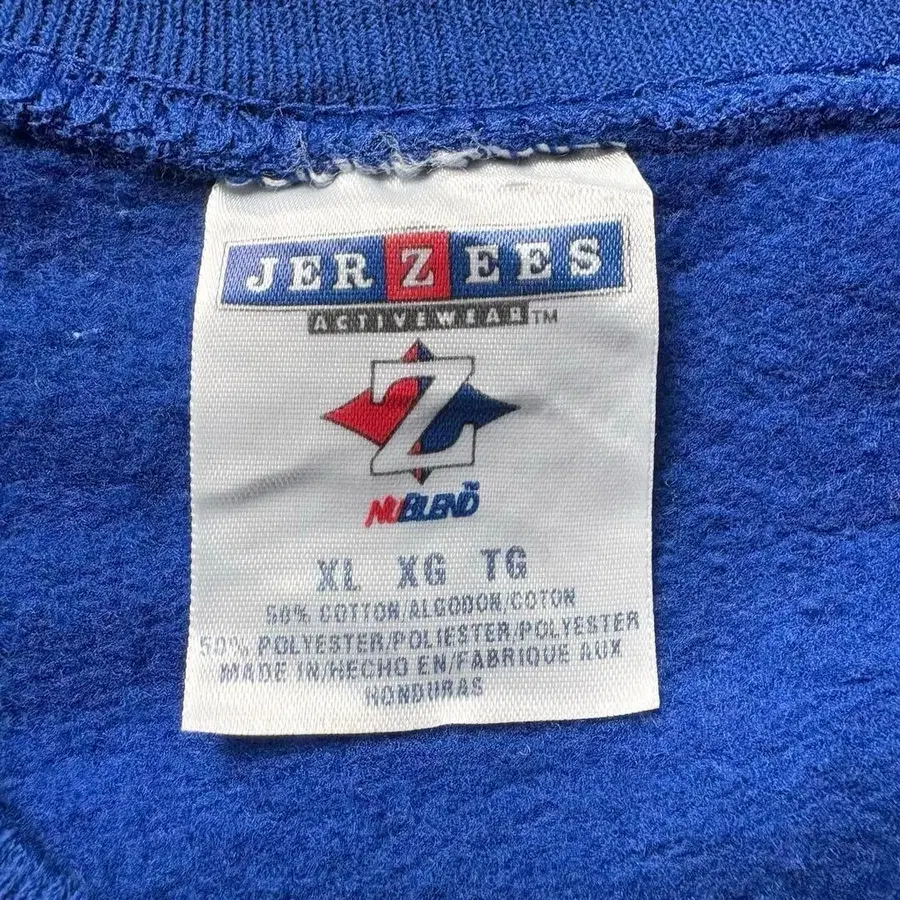 JERZEES
ACTIVEWEAR™
Z
NUBLEND™
XL XG TG
50% COTTON/ALGODON/COTON
50% POLYESTER/POLIESTER/POLYESTER
MADE IN/HECHO EN/FABRIQUE AUX
HONDURAS